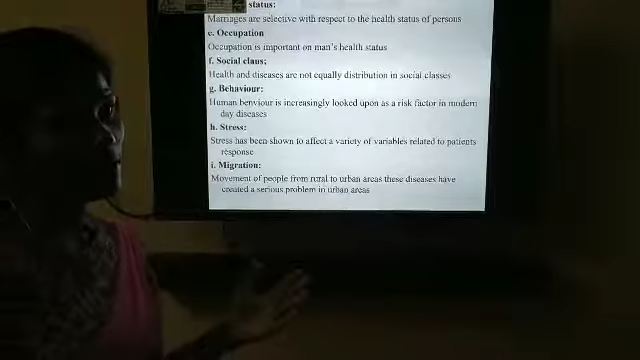 status:
Marriages are selective with respect to the health status of persons
e. Occupation
Occupation is important on man's health status
f. Social claus;
Health and diseases are not equally distribution in social classes
g. Behaviour:
Human benviour is increasingly looked upon as a risk factor in modern
day diseases
h. Stress:
Stress has been shown to affect a variety of variables related to patients
response
i. Migration:
Movement of people from rural to urban areas these diseases have
created a serious problem in urban areas